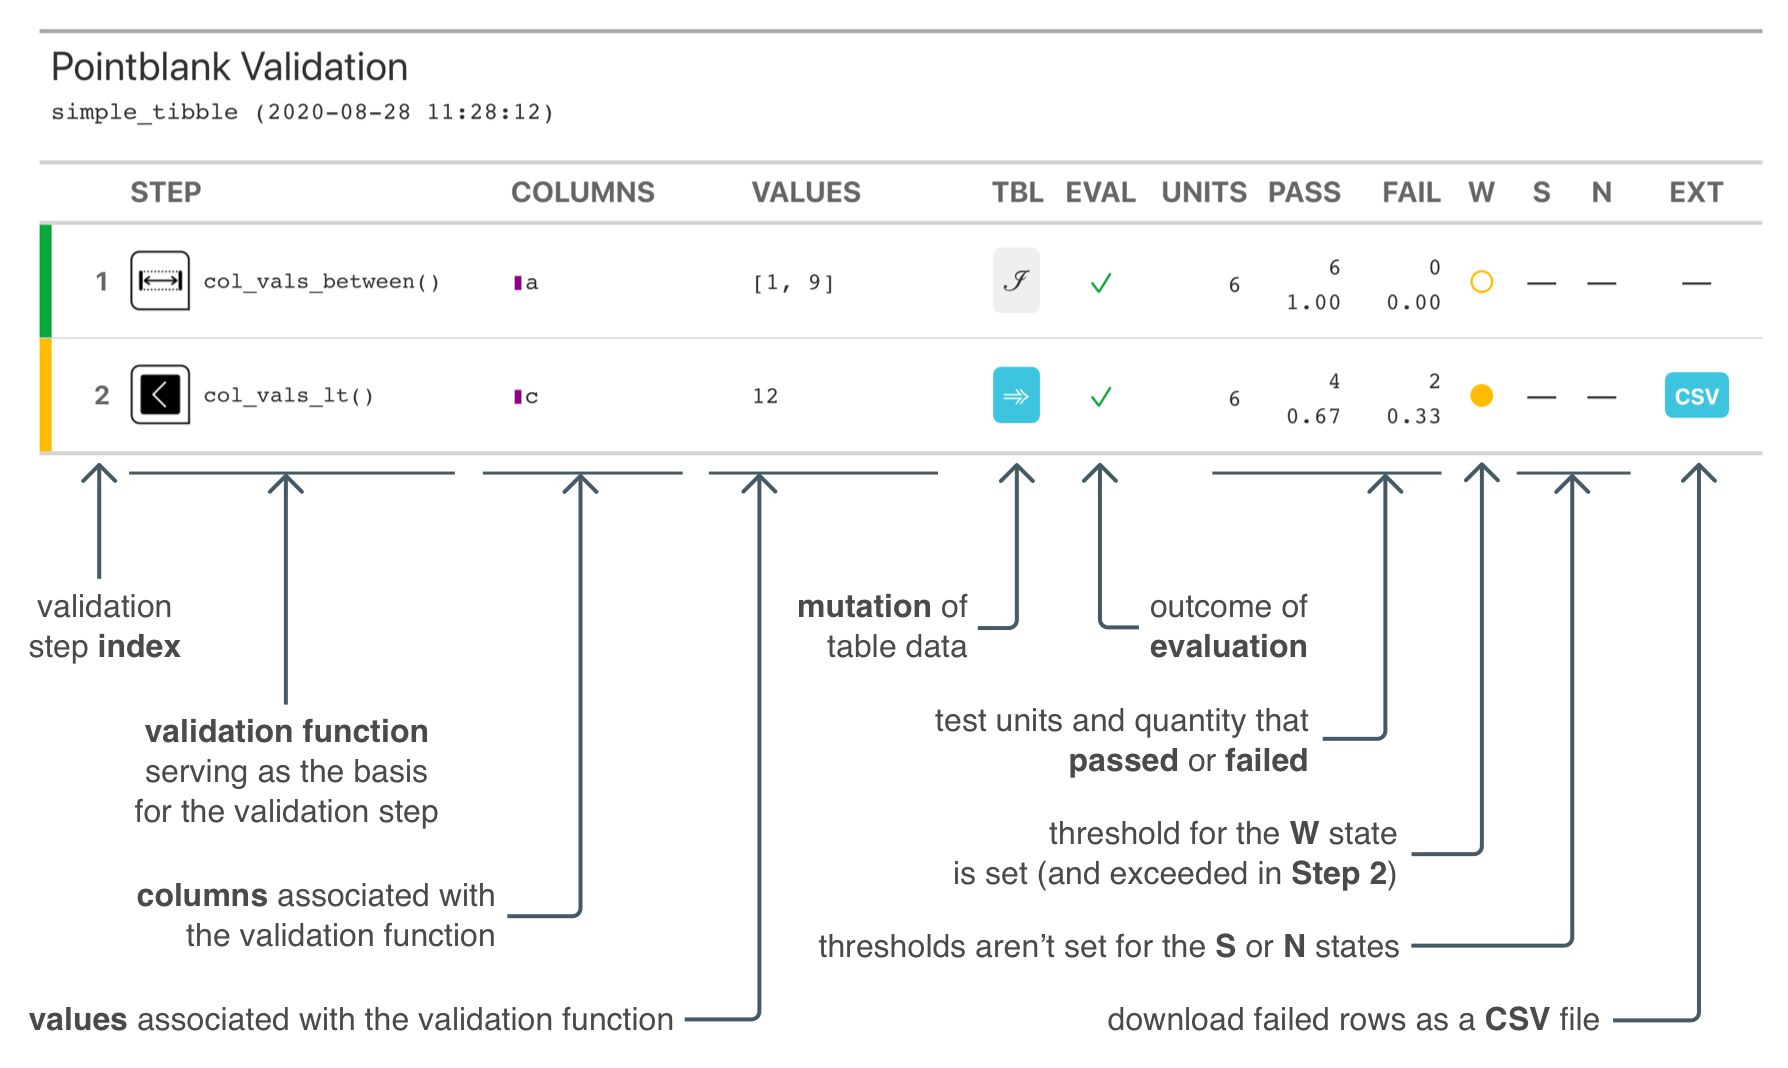 Pointblank Validation
simple_tibble (2020-08-28 11:28:12)
STEP COLUMNS VALUES TBL EVAL UNITS PASS FAIL W S N EXT
1 col_vals_between() a [1, 9] ℐ ✓ 6 6 0 — — —
1.00 0.00
2 col_vals_lt() c 12 ⇒ ✓ 6 4 2 — — CSV
0.67 0.33
validation
step index
validation function
serving as the basis
for the validation step
columns associated with
the validation function
values associated with the validation function
mutation of
table data
outcome of
evaluation
test units and quantity that
passed or failed
threshold for the W state
is set (and exceeded in Step 2)
thresholds aren’t set for the S or N states
download failed rows as a CSV file